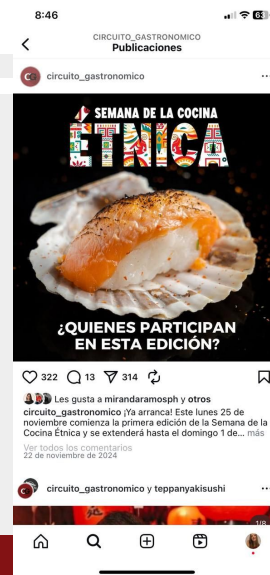 8:46
63
CIRCUITO_GASTRONOMICO
Publicaciones
circuito_gastronomico
SEMANA DE LA COCINA
ETNICA
¿QUIENES PARTICIPAN
EN ESTA EDICIÓN?
322 13 314
Les gusta a mirandaramosph y otros
circuito_gastronomico ¡Ya arranca! Este lunes 25 de
noviembre comienza la primera edición de la Semana de la
Cocina Étnica y se extenderá hasta el domingo 1 de... más
Ver todos los comentarios
22 de noviembre de 2024
circuito_gastronomico y teppanyakisushi
1/8